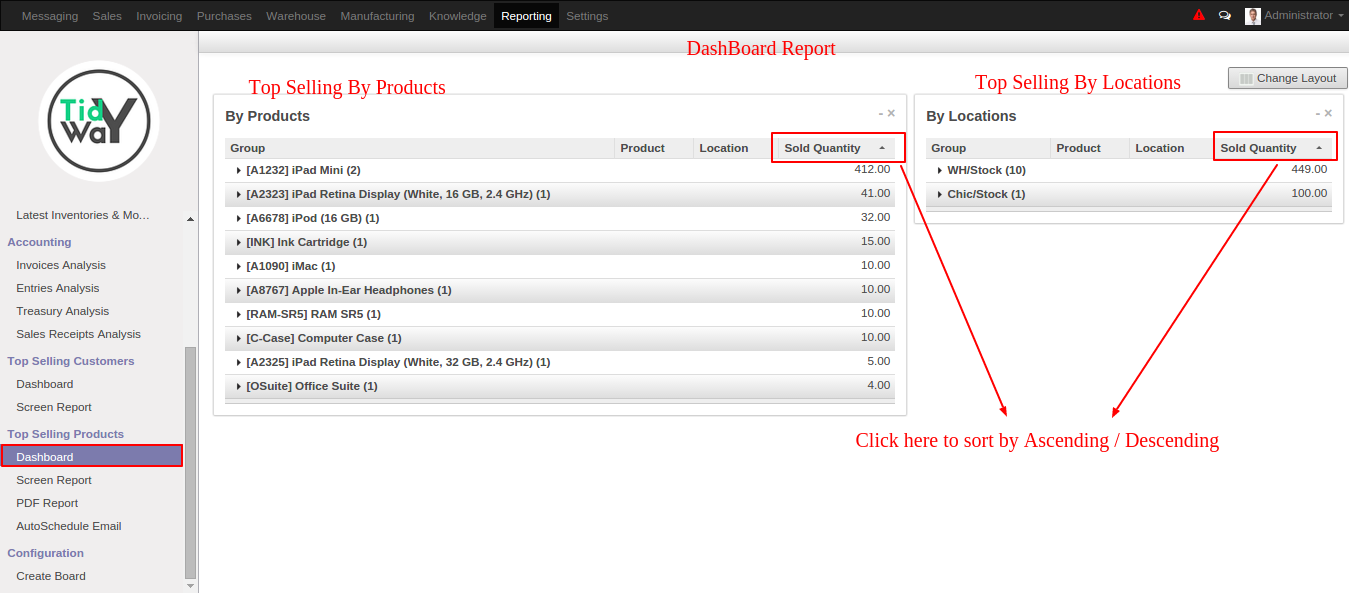 Messaging Sales Invoicing Purchases Warehouse Manufacturing Knowledge Reporting Settings Administrator
DashBoard Report
Tid
WaY
Top Selling By Products
Top Selling By Locations
Change Layout
By Products
- ×
Group Product Location Sold Quantity
[A1232] iPad Mini (2) 412.00
[A2323] iPad Retina Display (White, 16 GB, 2.4 GHz) (1) 41.00
[A6678] iPod (16 GB) (1) 32.00
[INK] Ink Cartridge (1) 15.00
[A1090] iMac (1) 10.00
[A8767] Apple In-Ear Headphones (1) 10.00
[RAM-SR5] RAM SR5 (1) 10.00
[C-Case] Computer Case (1) 10.00
[A2325] iPad Retina Display (White, 32 GB, 2.4 GHz) (1) 5.00
[OSuite] Office Suite (1) 4.00
By Locations
- ×
Group Product Location Sold Quantity
WH/Stock (10) 449.00
Chic/Stock (1) 100.00
Click here to sort by Ascending / Descending
Latest Inventories & Mo...
Accounting
Invoices Analysis
Entries Analysis
Treasury Analysis
Sales Receipts Analysis
Top Selling Customers
Dashboard
Screen Report
Top Selling Products
Dashboard
Screen Report
PDF Report
AutoSchedule Email
Configuration
Create Board